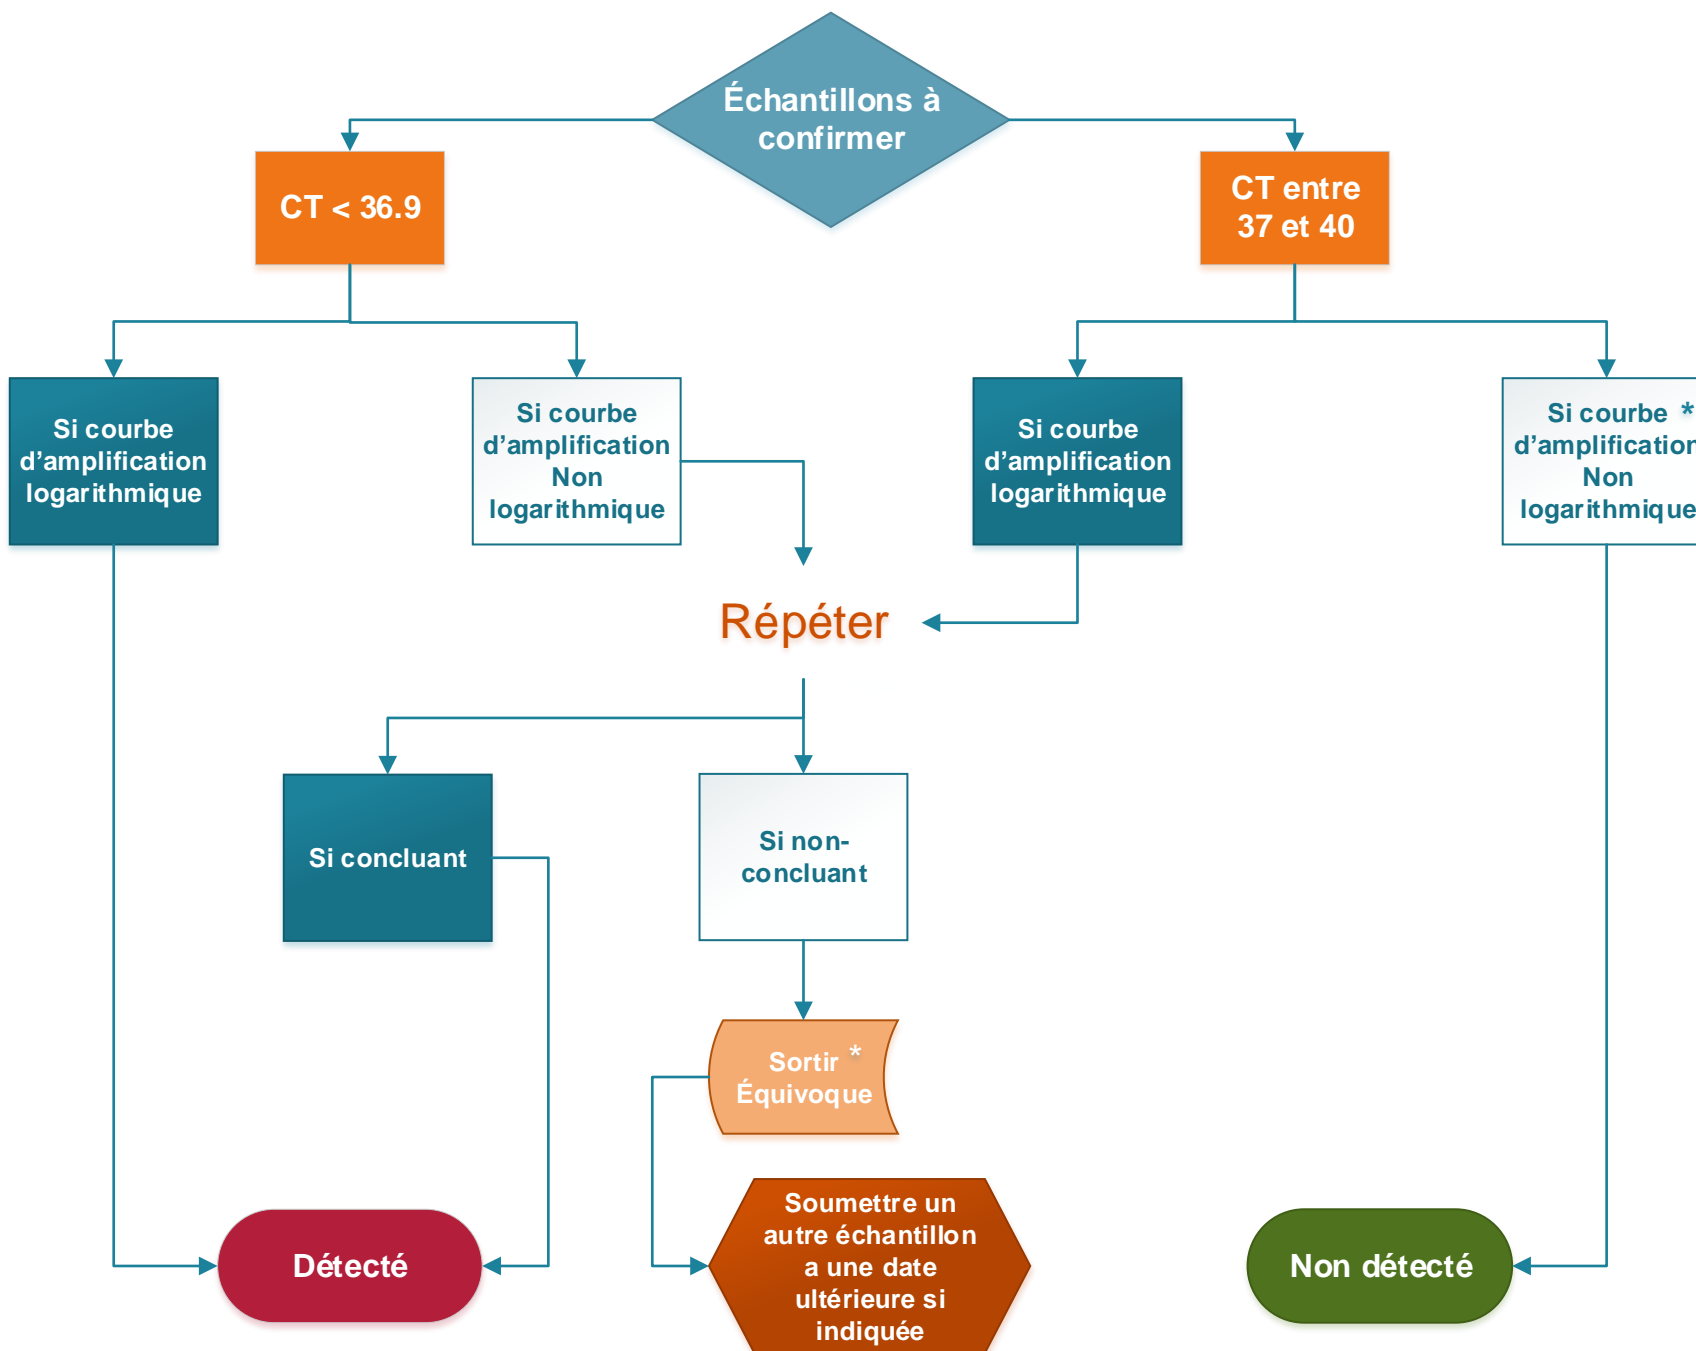 Échantillons à
confirmer
CT < 36.9
CT entre
37 et 40
Si courbe
d’amplification
logarithmique
Si courbe
d’amplification
Non
logarithmique
Si courbe
d’amplification
logarithmique
Si courbe *
d’amplification
Non
logarithmique
Répéter
Si concluant
Si non-
concluant
Sortir *
Équivoque
Détecté
Soumettre un
autre échantillon
a une date
ultérieure si
indiquée
Non détecté